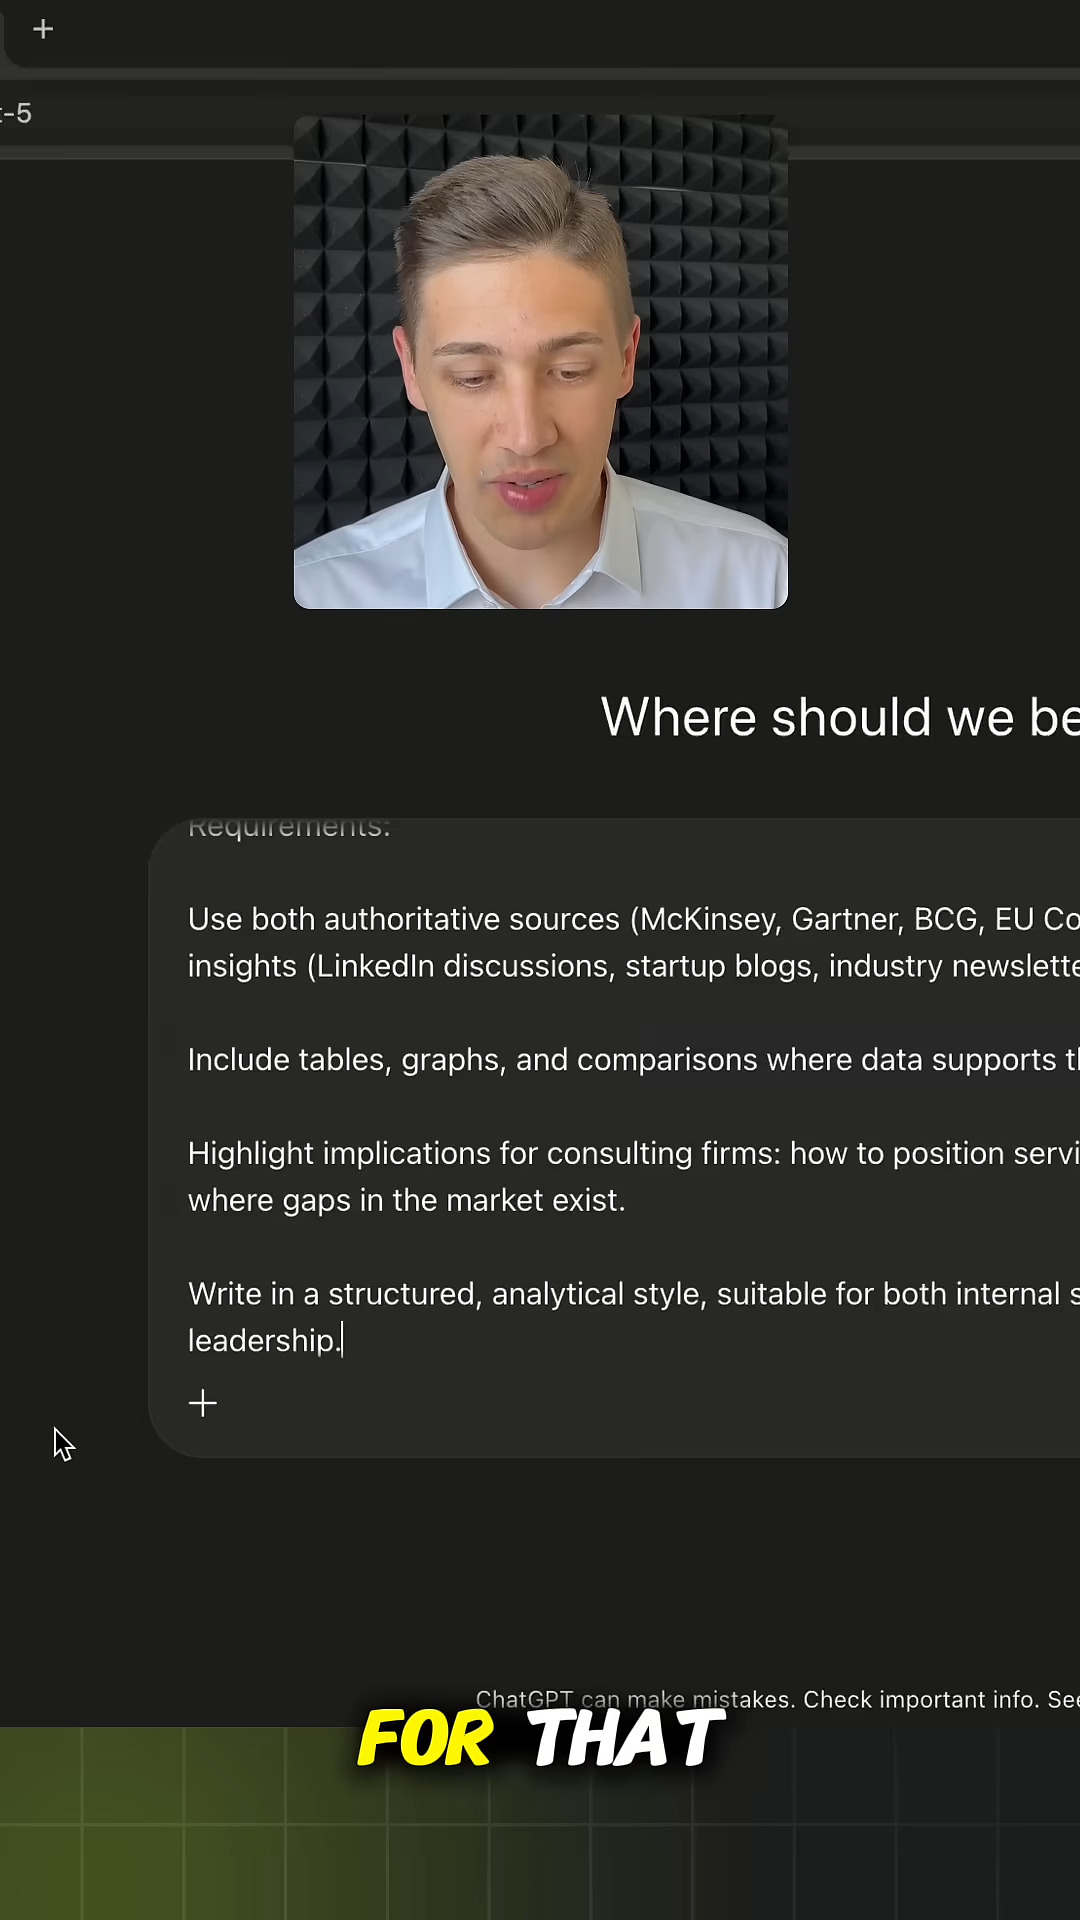 t-5
Where should we be
Requirements:
Use both authoritative sources (McKinsey, Gartner, BCG, EU Co
insights (LinkedIn discussions, startup blogs, industry newslette
Include tables, graphs, and comparisons where data supports th
Highlight implications for consulting firms: how to position servi
where gaps in the market exist.
Write in a structured, analytical style, suitable for both internal s
leadership.
ChatGPT can make mistakes. Check important info. See
FOR THAT